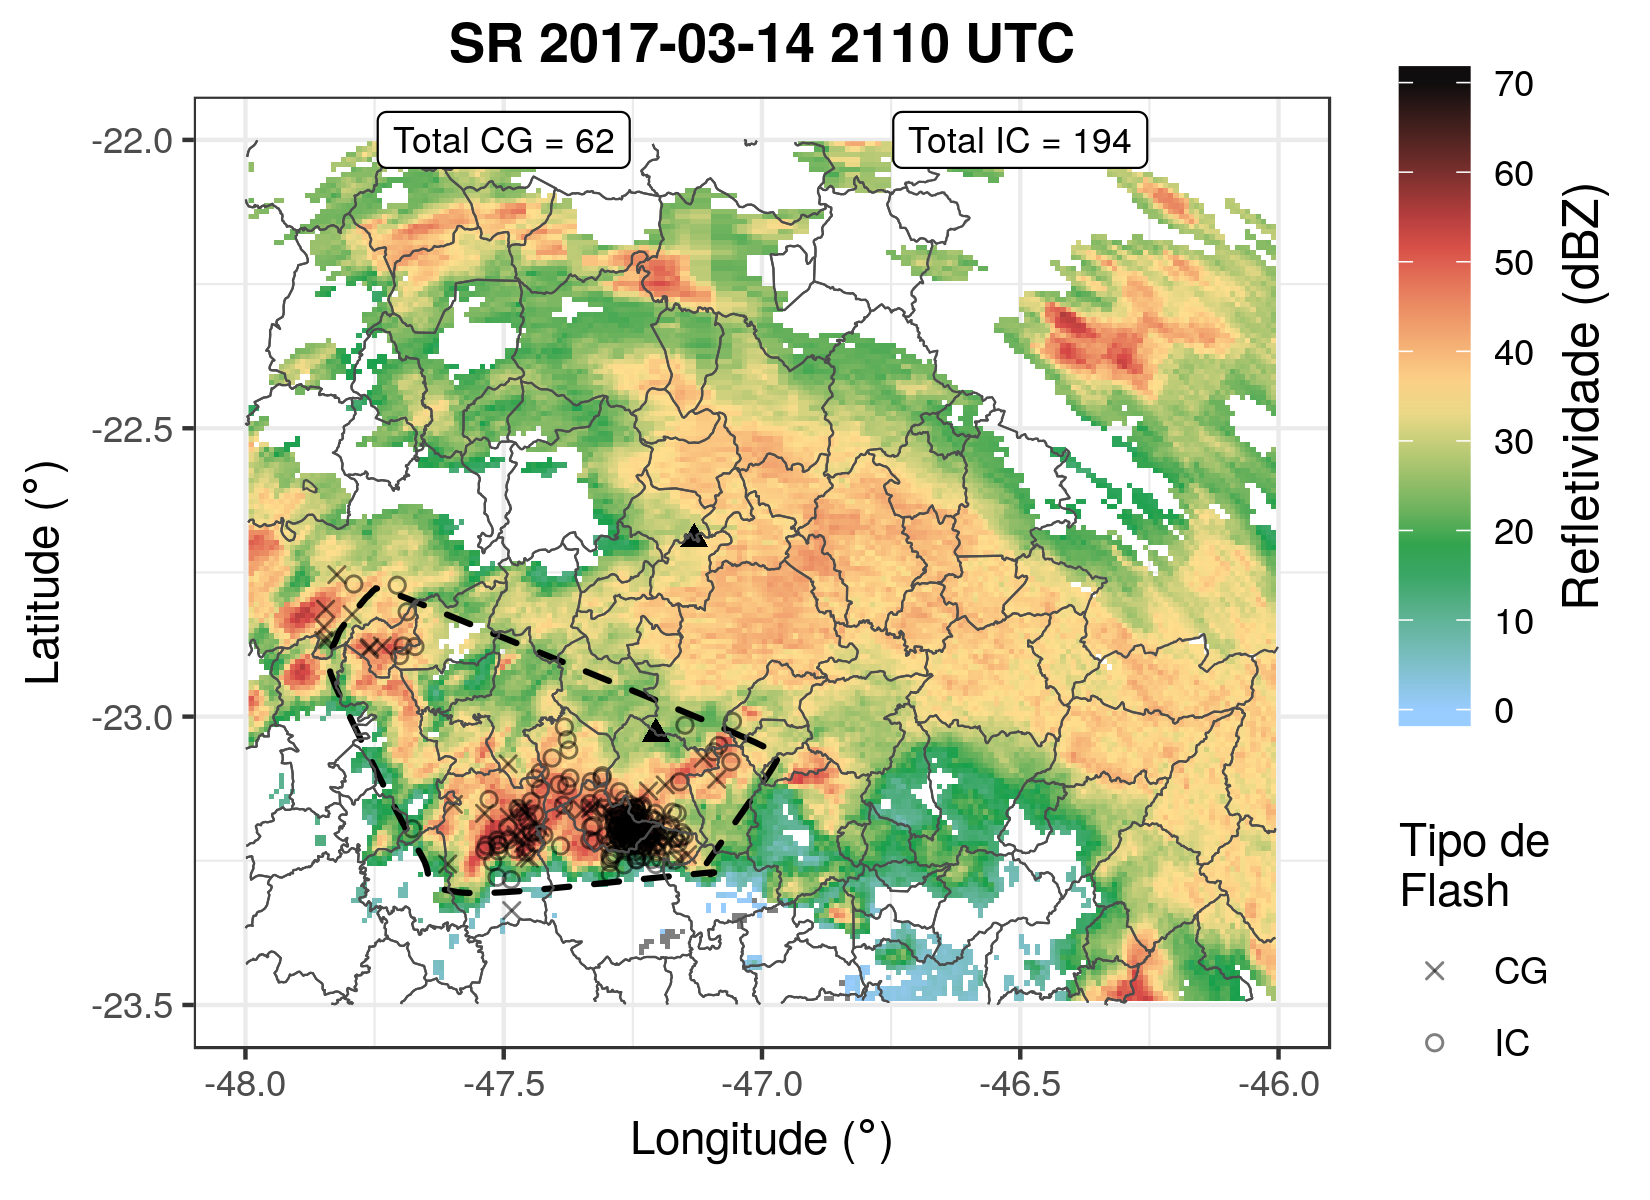 SR 2017-03-14 2110 UTC
Total CG = 62
Total IC = 194
-22.0
-22.5
-23.0
-23.5
Latitude (°)
-48.0
-47.5
-47.0
-46.5
-46.0
Longitude (°)
70
60
50
40
30
20
10
0
Refletividade (dBZ)
Tipo de
Flash
CG
IC